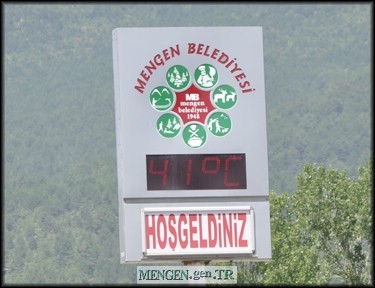 MENGEN BELEDİYESİ
MB
mengen
belediyesi
1948
41°C
HOŞGELDİNİZ
MENGEN.gen.TR